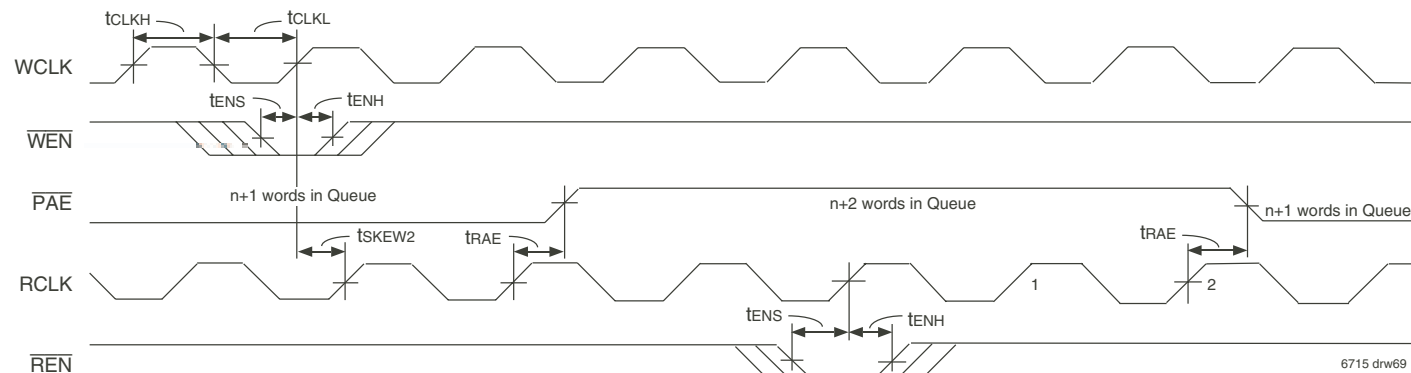 tCLKH tCLKL
WCLK
tENS tENH
WEN
n+1 words in Queue
PAE
n+2 words in Queue
n+1 words in Queue
tSKEW2 tRAE tRAE
RCLK
1 2
tENS tENH
REN
6715 drw69